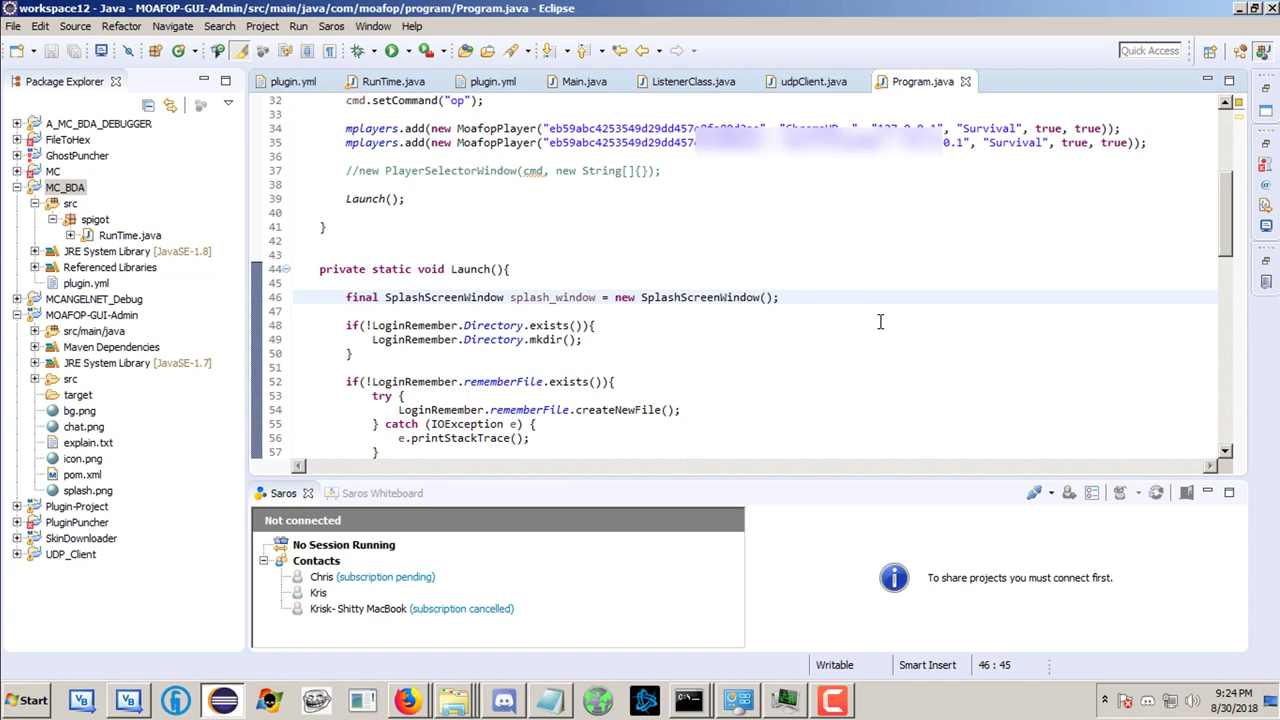 workspace12 - Java - MOAFOP-GUI-Admin/src/main/java/com/moafop/program/Program.java - Eclipse
File Edit Source Refactor Navigate Search Project Run Saros Window Help
Quick Access
Package Explorer
plugin.yml RunTime.java plugin.yml Main.java ListenerClass.java udpClient.java Program.java
A_MC_BDA_DEBUGGER
FileToHex
GhostPuncher
MC
MC_BDA
src
spigot
RunTime.java
JRE System Library [JavaSE-1.8]
Referenced Libraries
plugin.yml
MCANGELNET_Debug
MOAFOP-GUI-Admin
src/main/java
Maven Dependencies
JRE System Library [JavaSE-1.7]
src
target
bg.png
chat.png
explain.txt
icon.png
pom.xml
splash.png
Plugin-Project
PluginPuncher
SkinDownloader
UDP_Client
32 cmd.setCommand("op");
33
34 mplayers.add(new MoafopPlayer("eb59abc4253549d29dd457 "Survival", true, true));
35 mplayers.add(new MoafopPlayer("eb59abc4253549d29dd457 0.1", "Survival", true, true));
36
37 //new PlayerSelectorWindow(cmd, new String[]{});
38
39 Launch();
40
41 }
42
43
44 private static void Launch(){
45
46 final SplashScreenWindow splash_window = new SplashScreenWindow();
47
48 if(!LoginRemember.Directory.exists()){
49 LoginRemember.Directory.mkdir();
50 }
51
52 if(!LoginRemember.rememberFile.exists()){
53 try {
54 LoginRemember.rememberFile.createNewFile();
55 } catch (IOException e) {
56 e.printStackTrace();
57 }
Saros Saros Whiteboard
Not connected
No Session Running
Contacts
Chris (subscription pending)
Kris
Krisk- Shitty MacBook (subscription cancelled)
To share projects you must connect first.
Writable Smart Insert 46 : 45
Start
9:24 PM
8/30/2018